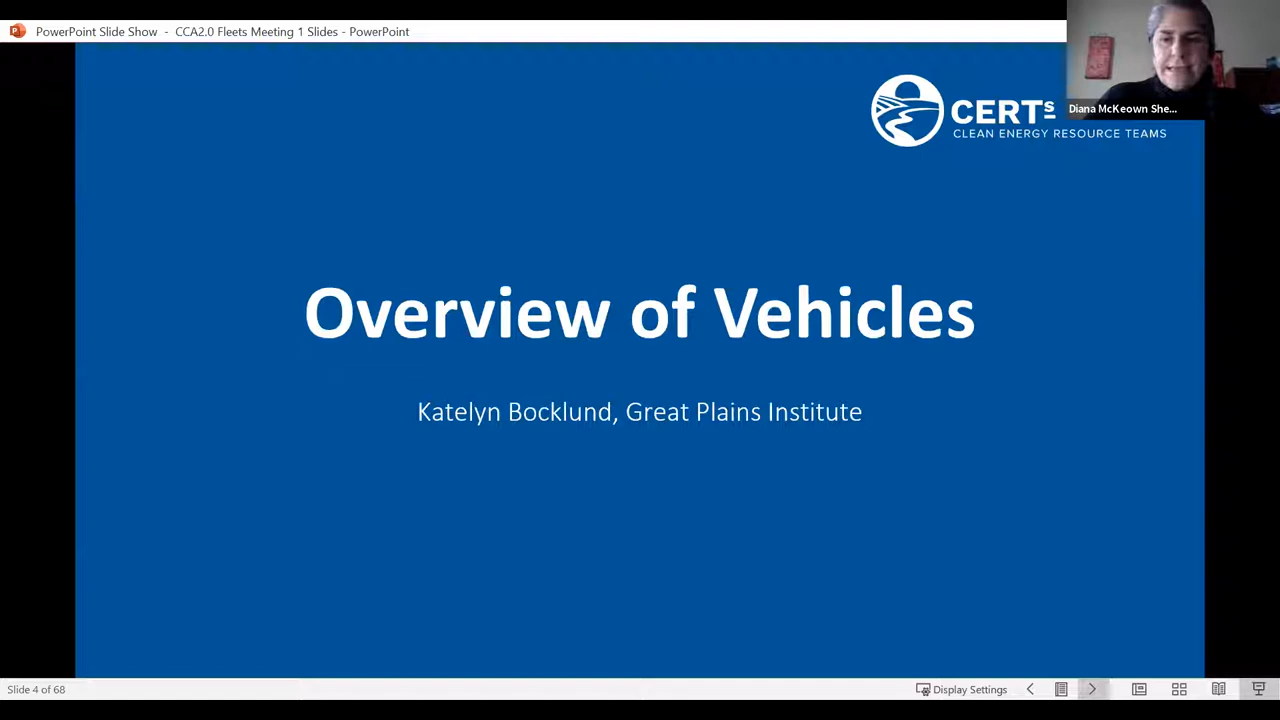 PowerPoint Slide Show - CCA2.0 Fleets Meeting 1 Slides - PowerPoint
Diana McKeown She...
CERTs
CLEAN ENERGY RESOURCE TEAMS
Overview of Vehicles
Katelyn Bocklund, Great Plains Institute
Slide 4 of 68
Display Settings